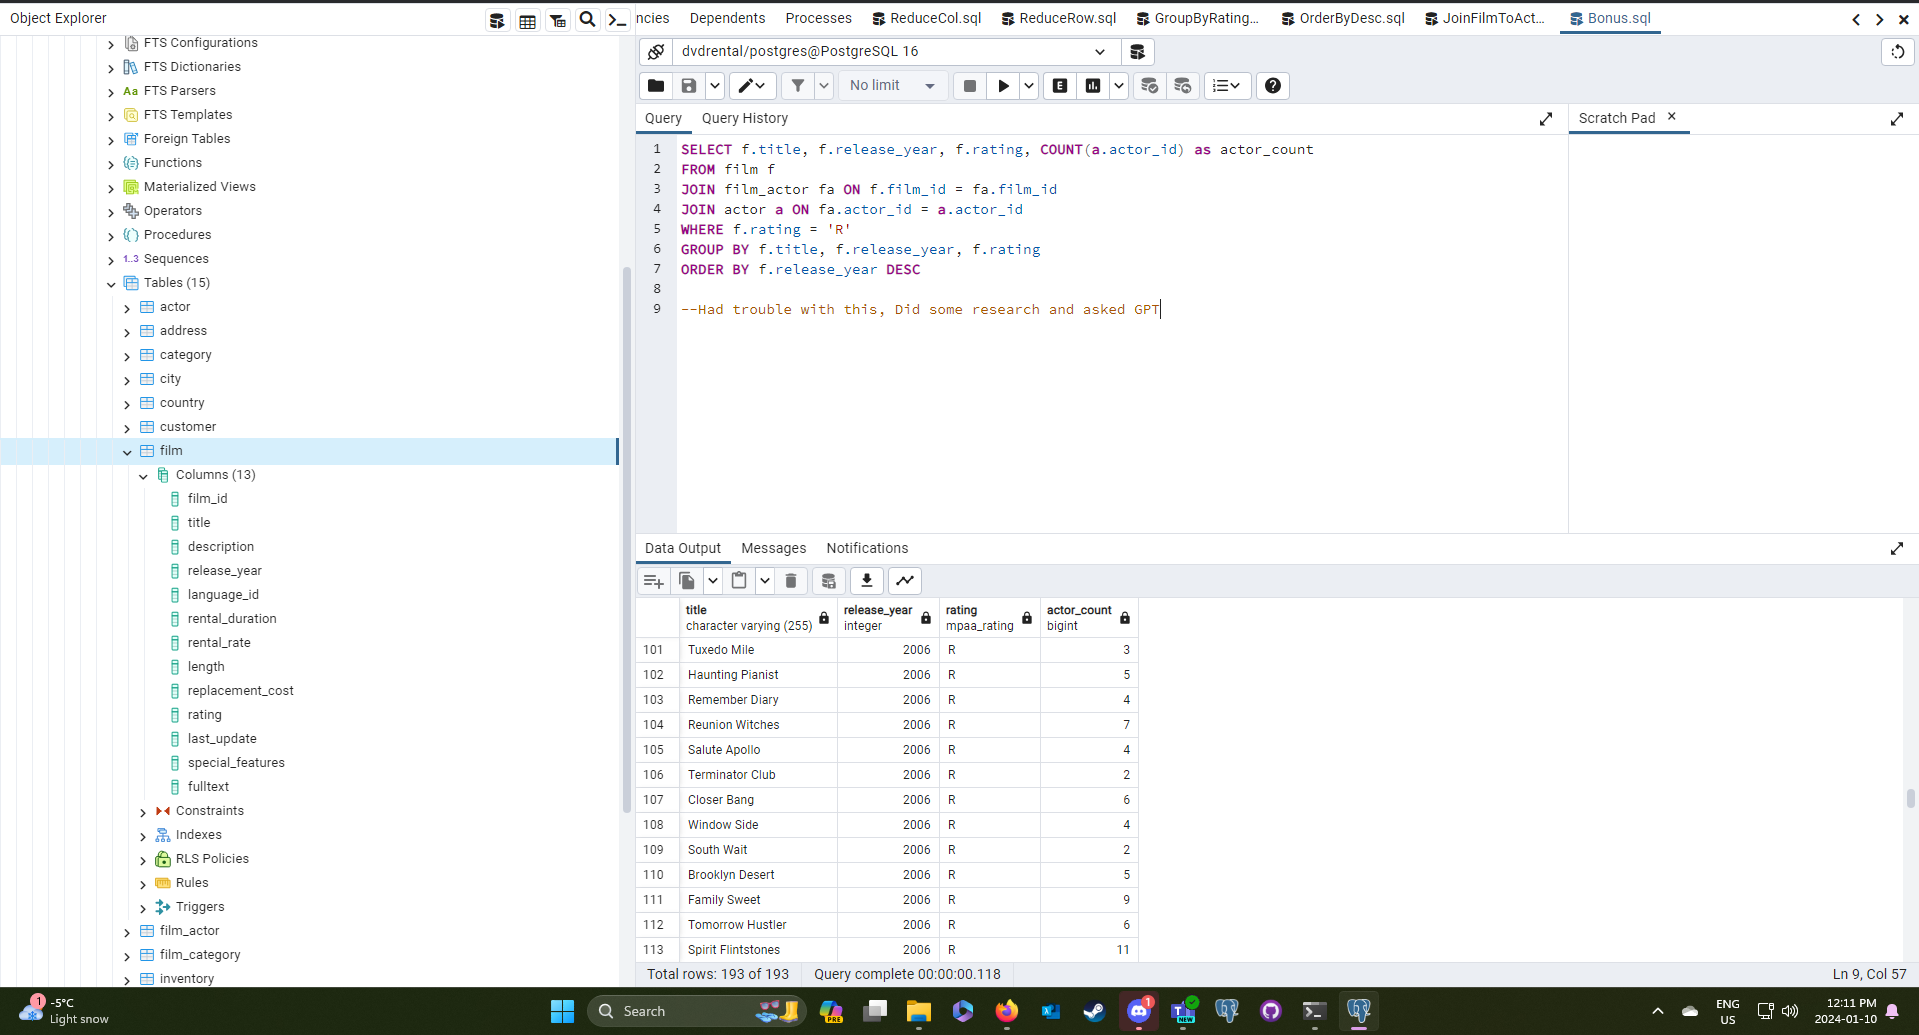 Object Explorer
ncies
Dependents
Processes
ReduceCol.sql
ReduceRow.sql
GroupByRating...
OrderByDesc.sql
JoinFilmToAct...
Bonus.sql
FTS Configurations
FTS Dictionaries
Aa FTS Parsers
FTS Templates
Foreign Tables
Functions
Materialized Views
Operators
Procedures
1..3 Sequences
Tables (15)
actor
address
category
city
country
customer
film
Columns (13)
film_id
title
description
release_year
language_id
rental_duration
rental_rate
length
replacement_cost
rating
last_update
special_features
fulltext
Constraints
Indexes
RLS Policies
Rules
Triggers
film_actor
film_category
inventory
dvdrental/postgres@PostgreSQL 16
No limit
E
Query
Query History
Scratch Pad
1 SELECT f.title, f.release_year, f.rating, COUNT(a.actor_id) as actor_count
2 FROM film f
3 JOIN film_actor fa ON f.film_id = fa.film_id
4 JOIN actor a ON fa.actor_id = a.actor_id
5 WHERE f.rating = 'R'
6 GROUP BY f.title, f.release_year, f.rating
7 ORDER BY f.release_year DESC
8
9 --Had trouble with this, Did some research and asked GPT
Data Output
Messages
Notifications
title release_year rating actor_count
character varying (255) integer mpaa_rating bigint
101 Tuxedo Mile 2006 R 3
102 Haunting Pianist 2006 R 5
103 Remember Diary 2006 R 4
104 Reunion Witches 2006 R 7
105 Salute Apollo 2006 R 4
106 Terminator Club 2006 R 2
107 Closer Bang 2006 R 6
108 Window Side 2006 R 4
109 South Wait 2006 R 2
110 Brooklyn Desert 2006 R 5
111 Family Sweet 2006 R 9
112 Tomorrow Hustler 2006 R 6
113 Spirit Flintstones 2006 R 11
Total rows: 193 of 193
Query complete 00:00:00.118
Ln 9, Col 57
1
-5°C
Light snow
Search
PRE
1
NEW
ENG
US
12:11 PM
2024-01-10